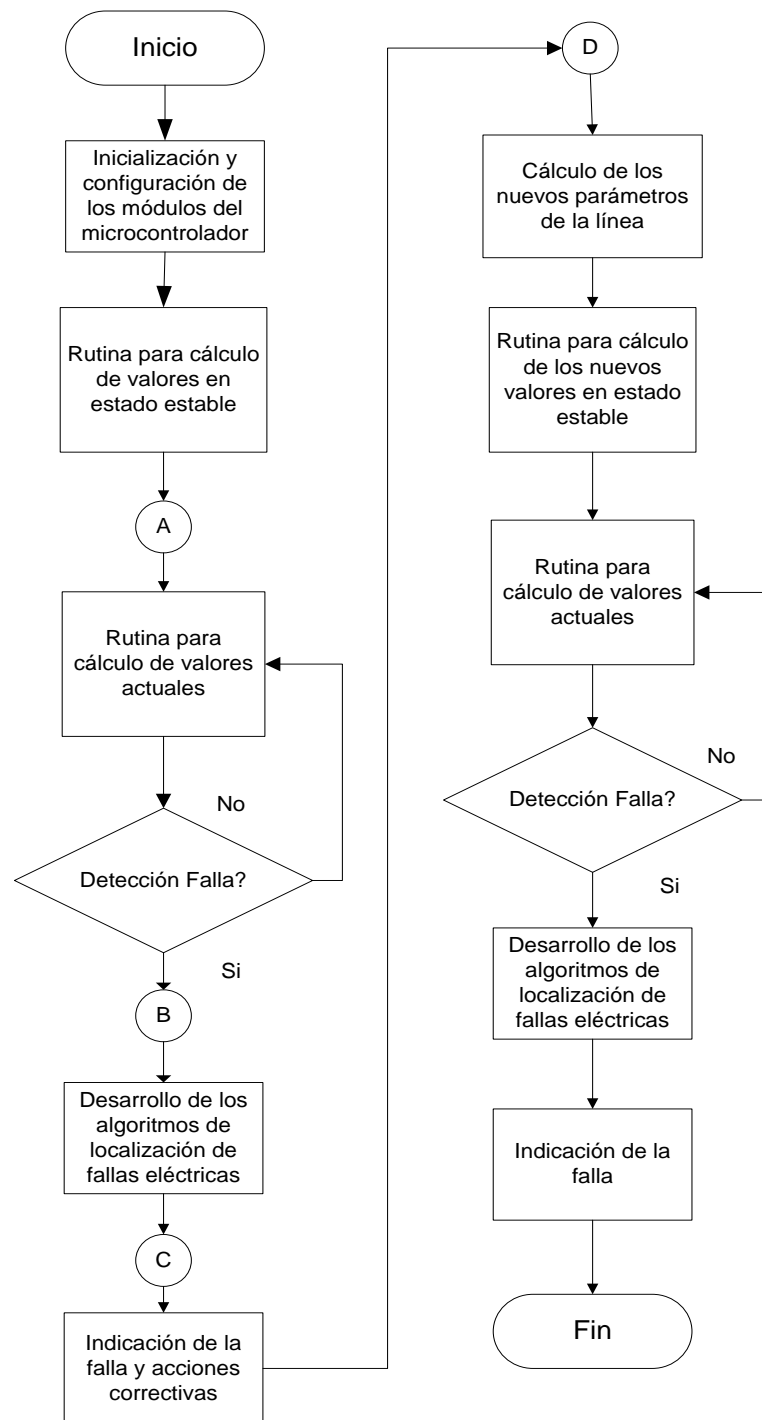 Inicio
Inicialización y
configuración de
los módulos del
microcontrolador
Rutina para cálculo
de valores en
estado estable
A
Rutina para
cálculo de valores
actuales
No
Detección Falla?
Si
B
Desarrollo de los
algoritmos de
localización de
fallas eléctricas
C
Indicación de la
falla y acciones
correctivas
D
Cálculo de los
nuevos parámetros
de la línea
Rutina para cálculo
de los nuevos
valores en estado
estable
Rutina para
cálculo de valores
actuales
No
Detección Falla?
Si
Desarrollo de los
algoritmos de
localización de
fallas eléctricas
Indicación de la
falla
Fin